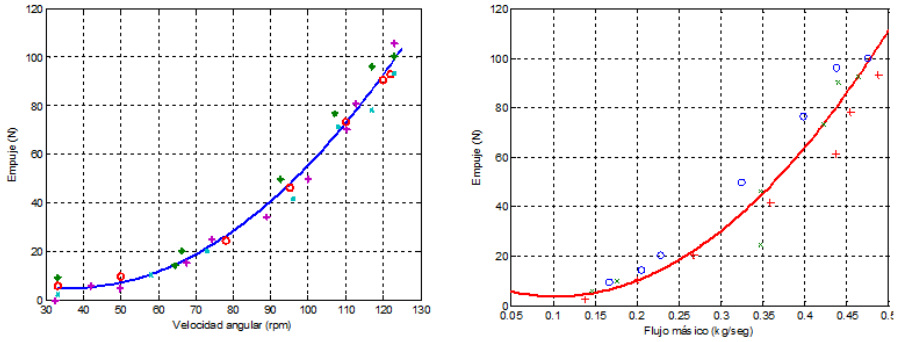 120
100
80
60
40
20
0
Empuje (N)
30 40 50 60 70 80 90 100 110 120 130
Velocidad angular (rpm)
120
100
80
60
40
20
0
Empuje (N)
0.05 0.1 0.15 0.2 0.25 0.3 0.35 0.4 0.45 0.5
Flujo másico (kg/seg)